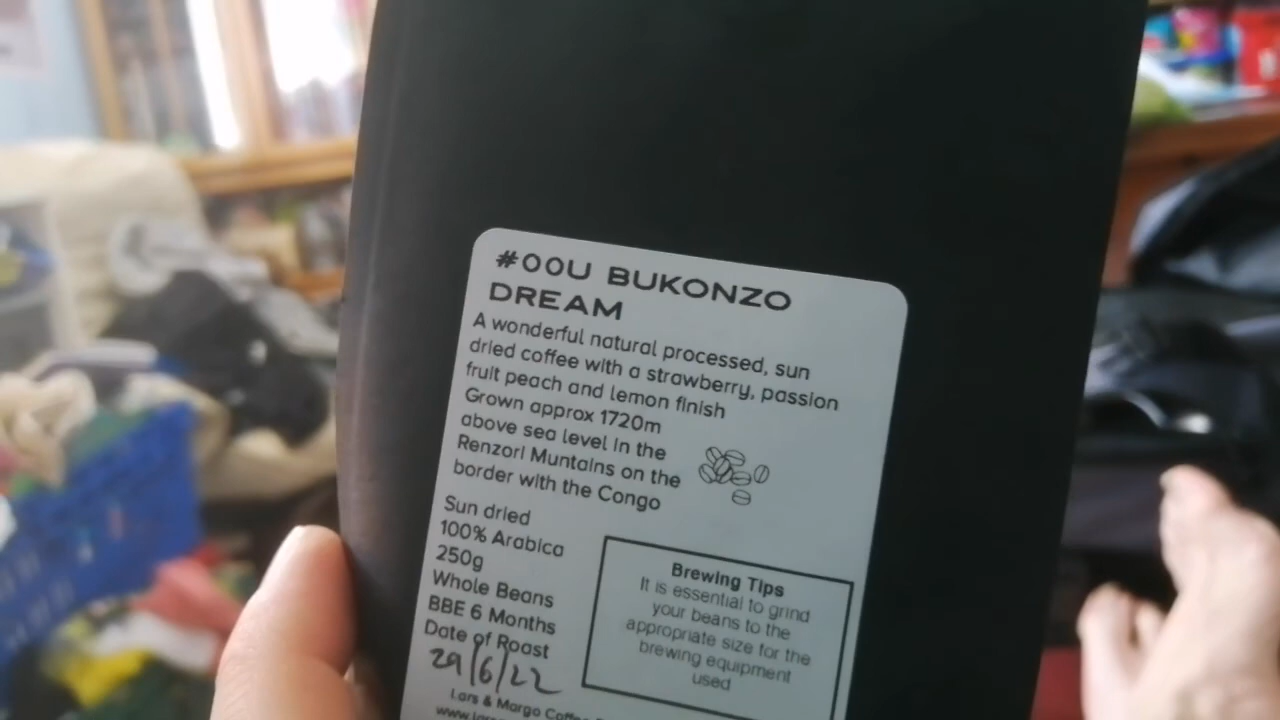 #00U BUKONZO
DREAM
A wonderful natural processed, sun
dried coffee with a strawberry, passion
fruit peach and lemon finish
Grown approx 1720m
above sea level in the
Renzori Muntains on the
border with the Congo
Sun dried
100% Arabica
250g
Whole Beans
BBE 6 Months
Date of Roast
29/6/22
Lars & Margo Coffee
Brewing Tips
It is essential to grind
your beans to the
appropriate size for the
brewing equipment
used